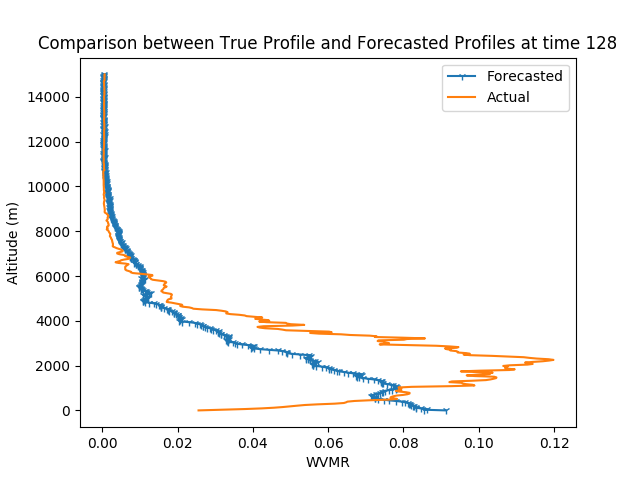 Comparison between True Profile and Forecasted Profiles at time 128
Forecasted
Actual
14000
12000
10000
8000
6000
4000
2000
0
Altitude (m)
0.00 0.02 0.04 0.06 0.08 0.10 0.12
WVMR